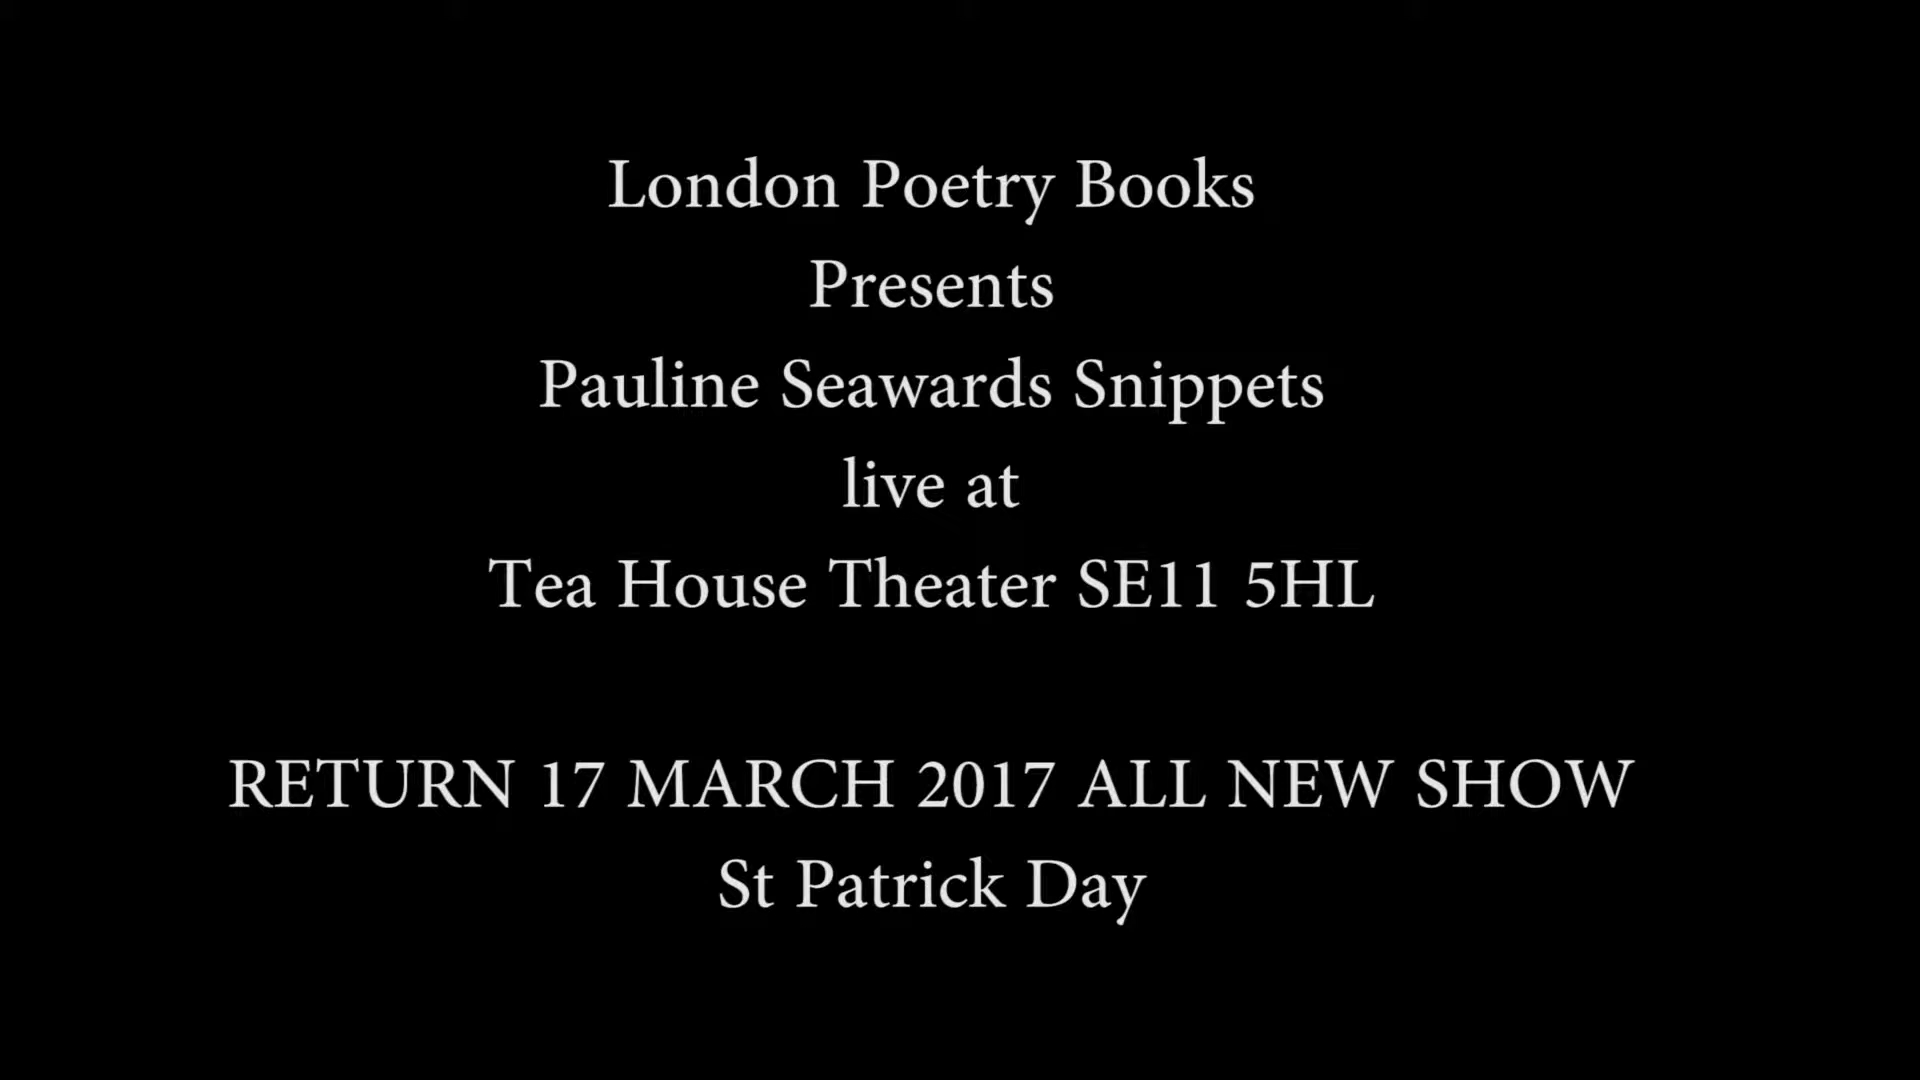 London Poetry Books
Presents
Pauline Seawards Snippets
live at
Tea House Theater SE11 5HL
RETURN 17 MARCH 2017 ALL NEW SHOW
St Patrick Day